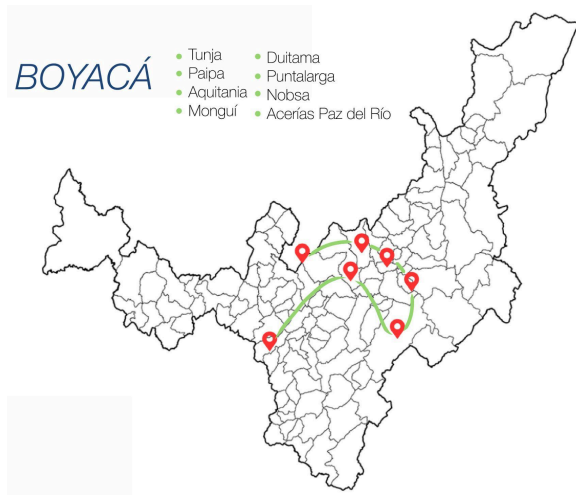 BOYACÁ
Tunja
Paipa
Aquitania
Monguí
Duitama
Puntalarga
Nobsa
Acerías Paz del Río